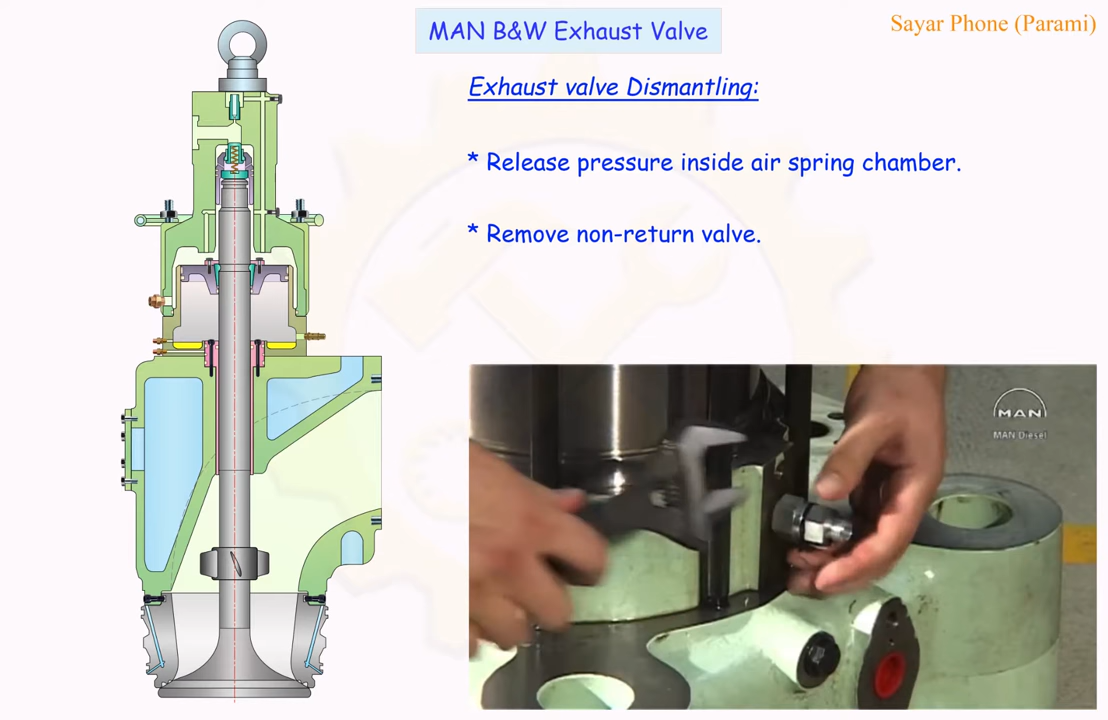 MAN B&W Exhaust Valve
Sayar Phone (Parami)
Exhaust valve Dismantling:
* Release pressure inside air spring chamber.
* Remove non-return valve.
MAN
MAN Diesel